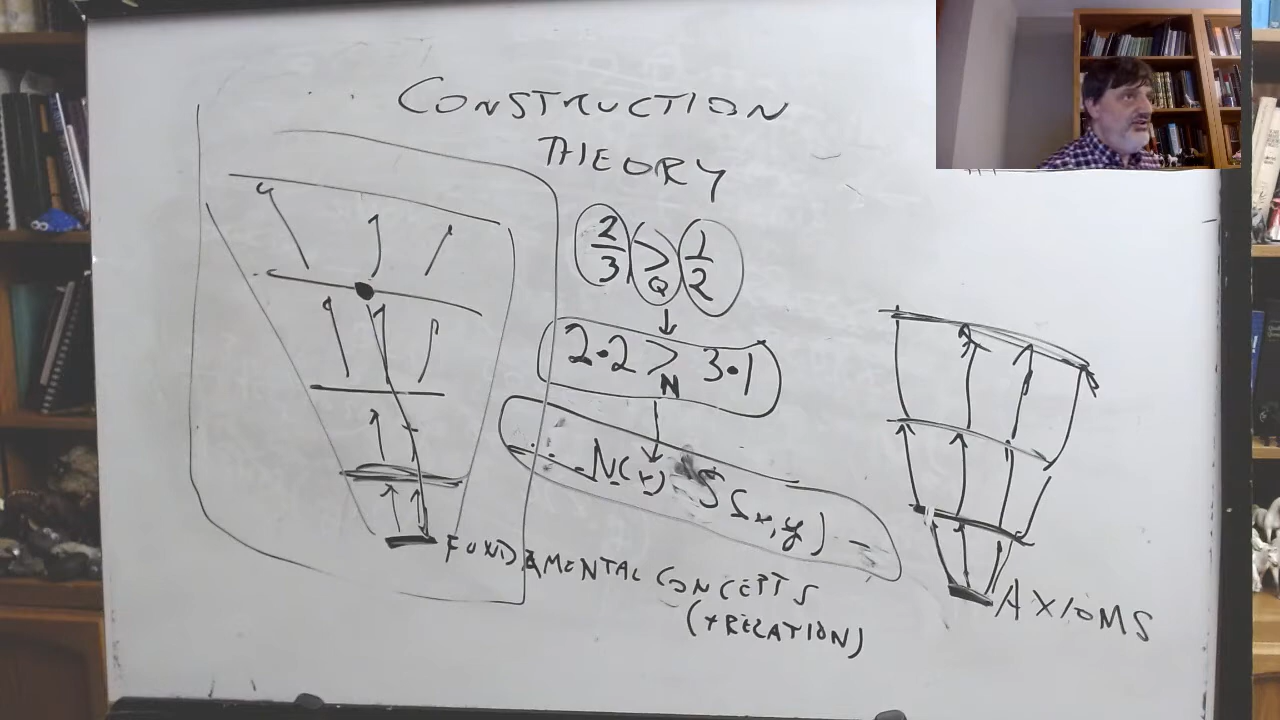 CONSTRUCTION
THEORY
2/3 >Q 1/2
2·2 >N 3·1
N(x) S(x,y)
FUNDAMENTAL CONCEPTS
(+RELATION)
AXIOMS